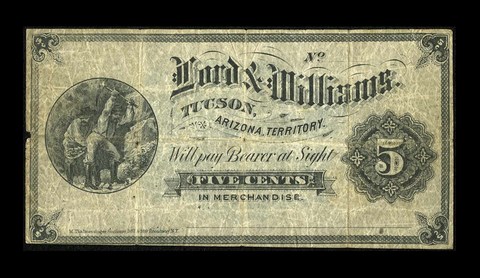 No.
Lord & Williams.
TUCSON,
ARIZONA TERRITORY.
Will pay Bearer at Sight
5
FIVE CENTS
IN MERCHANDISE.